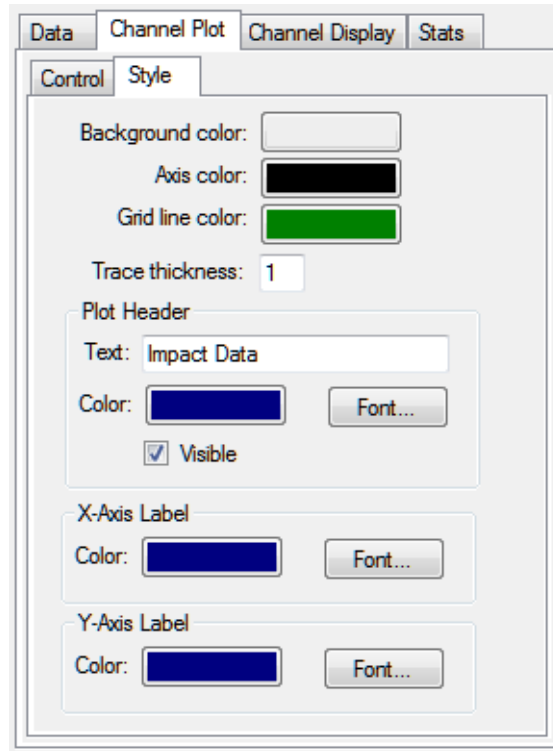 Data Channel Plot Channel Display Stats
Control Style
Background color:
Axis color:
Grid line color:
Trace thickness: 1
Plot Header
Text: Impact Data
Color: Font...
Visible
X-Axis Label
Color: Font...
Y-Axis Label
Color: Font...